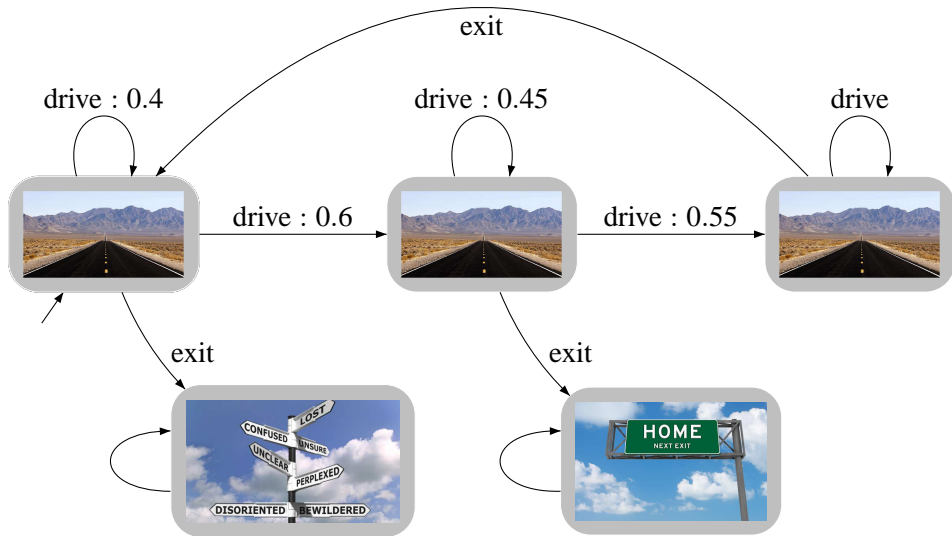 exit
drive : 0.4
drive : 0.45
drive
drive : 0.6
drive : 0.55
exit
exit
LOST
CONFUSED
UNSURE
UNCLEAR
PERPLEXED
DISORIENTED
BEWILDERED
HOME
NEXT EXIT